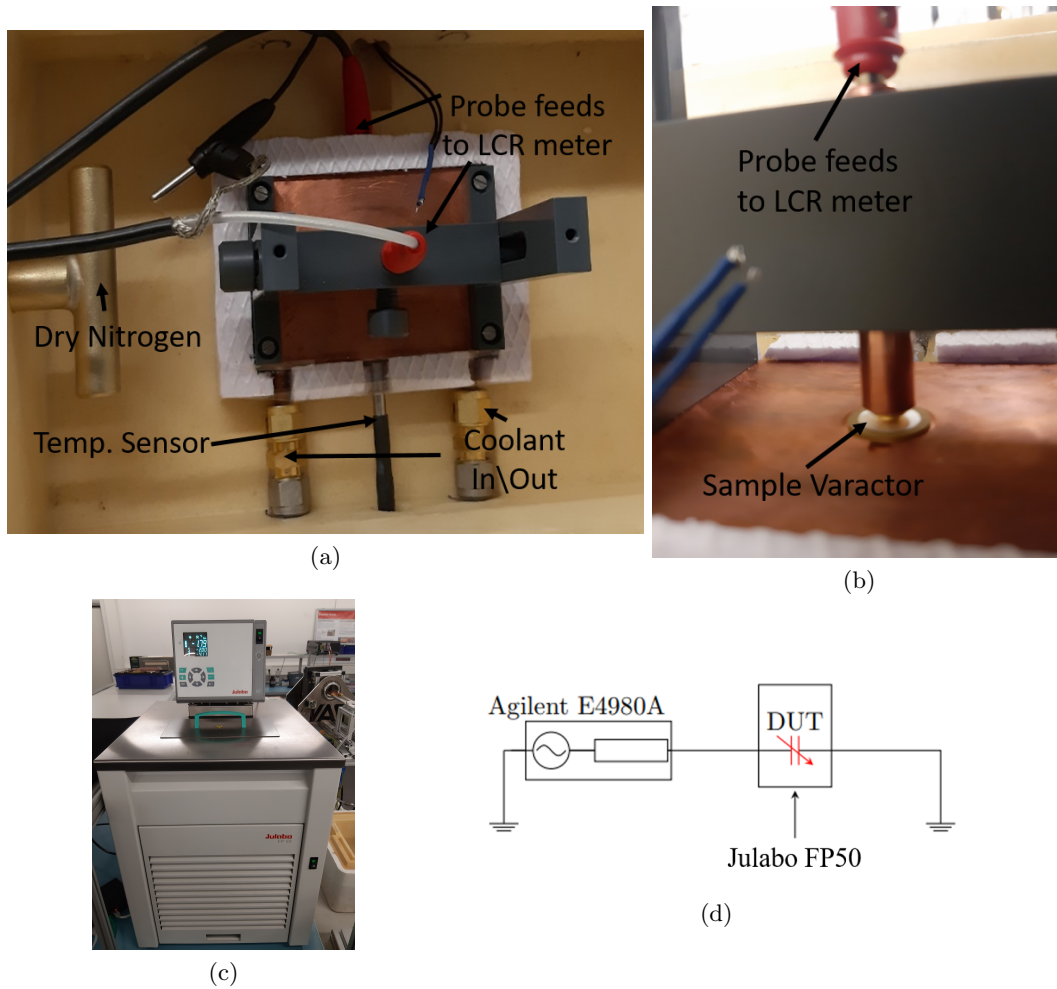 Probe feeds
to LCR meter
Dry Nitrogen
Temp. Sensor
Coolant
In\Out
(a)
Probe feeds
to LCR meter
Sample Varactor
(b)
Julabo
Julabo
(c)
Agilent E4980A
DUT
Julabo FP50
(d)